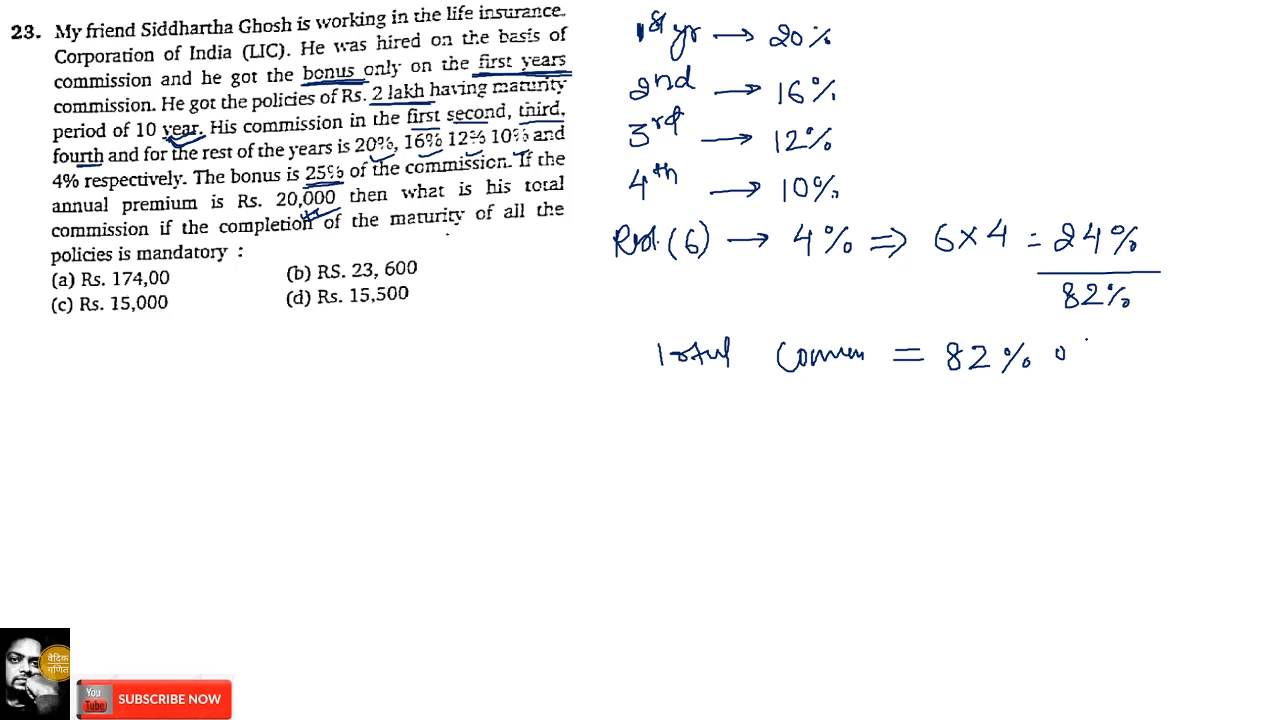 23. My friend Siddhartha Ghosh is working in the life insurance
Corporation of India (LIC). He was hired on the basis of
commission and he got the bonus only on the first years
commission. He got the policies of Rs. 2 lakh having maturity
period of 10 year. His commission in the first second, third,
fourth and for the rest of the years is 20%, 16% 12% 10% and
4% respectively. The bonus is 25% of the commission. If the
annual premium is Rs. 20,000 then what is his total
commission if the completion of the maturity of all the
policies is mandatory :
(a) Rs. 174,00 (b) RS. 23, 600
(c) Rs. 15,000 (d) Rs. 15,500
1st yr → 20%
2nd → 16%
3rd → 12%
4th → 10%
(6) → 4% ⇒ 6 × 4 = 24%
82%
Total Comm = 82% o
वैदिक
गणित
You
Tube
SUBSCRIBE NOW